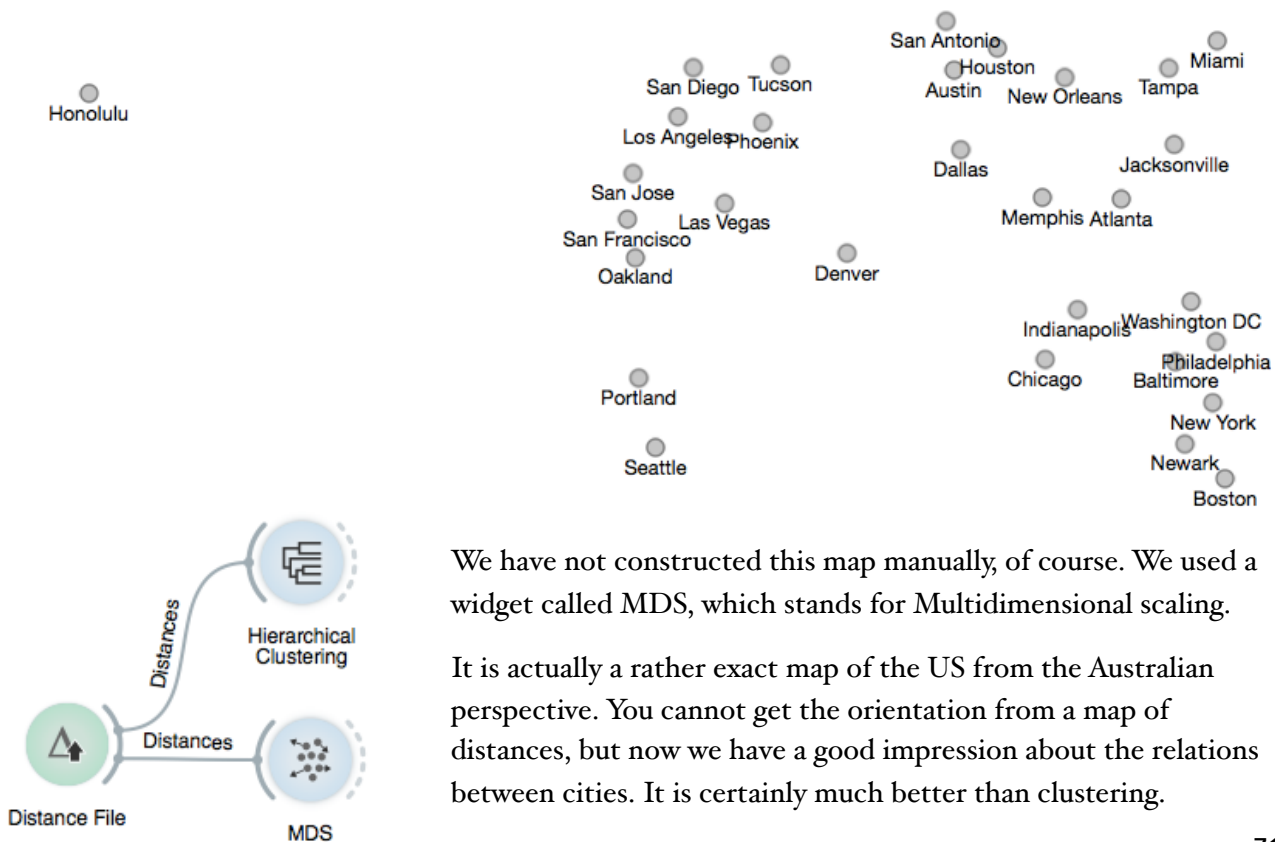 San Antonio
Miami
Houston
San Diego
Tucson
Austin
New Orleans
Tampa
Honolulu
Los Angeles
Phoenix
Dallas
Jacksonville
San Jose
Las Vegas
Memphis
Atlanta
San Francisco
Oakland
Denver
Indianapolis
Washington DC
Philadelphia
Chicago
Baltimore
Portland
New York
Seattle
Newark
Boston
Distances
Hierarchical
Clustering
Distances
Distance File
MDS
We have not constructed this map manually, of course. We used a
widget called MDS, which stands for Multidimensional scaling.
It is actually a rather exact map of the US from the Australian
perspective. You cannot get the orientation from a map of
distances, but now we have a good impression about the relations
between cities. It is certainly much better than clustering.